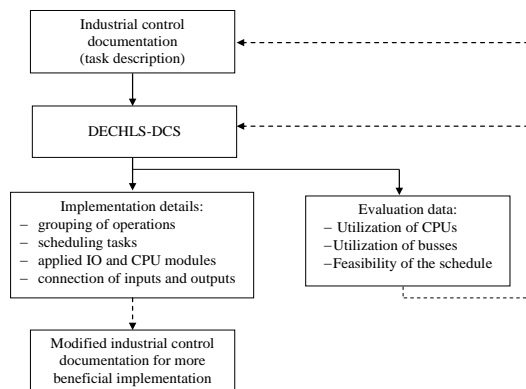 Industrial control
documentation
(task description)
DECHLS-DCS
Implementation details:
– grouping of operations
– scheduling tasks
– applied IO and CPU modules
– connection of inputs and outputs
Evaluation data:
– Utilization of CPUs
– Utilization of busses
– Feasibility of the schedule
Modified industrial control
documentation for more
beneficial implementation